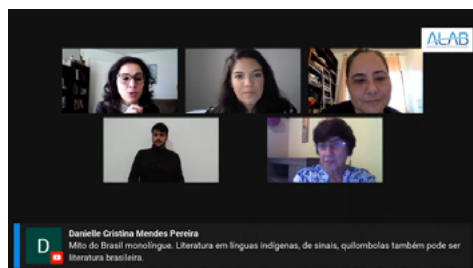 ALAB
D
Danielle Cristina Mendes Pereira
Mito do Brasil monolíngue. Literatura em línguas indígenas, de sinais, quilombolas também pode ser
literatura brasileira.